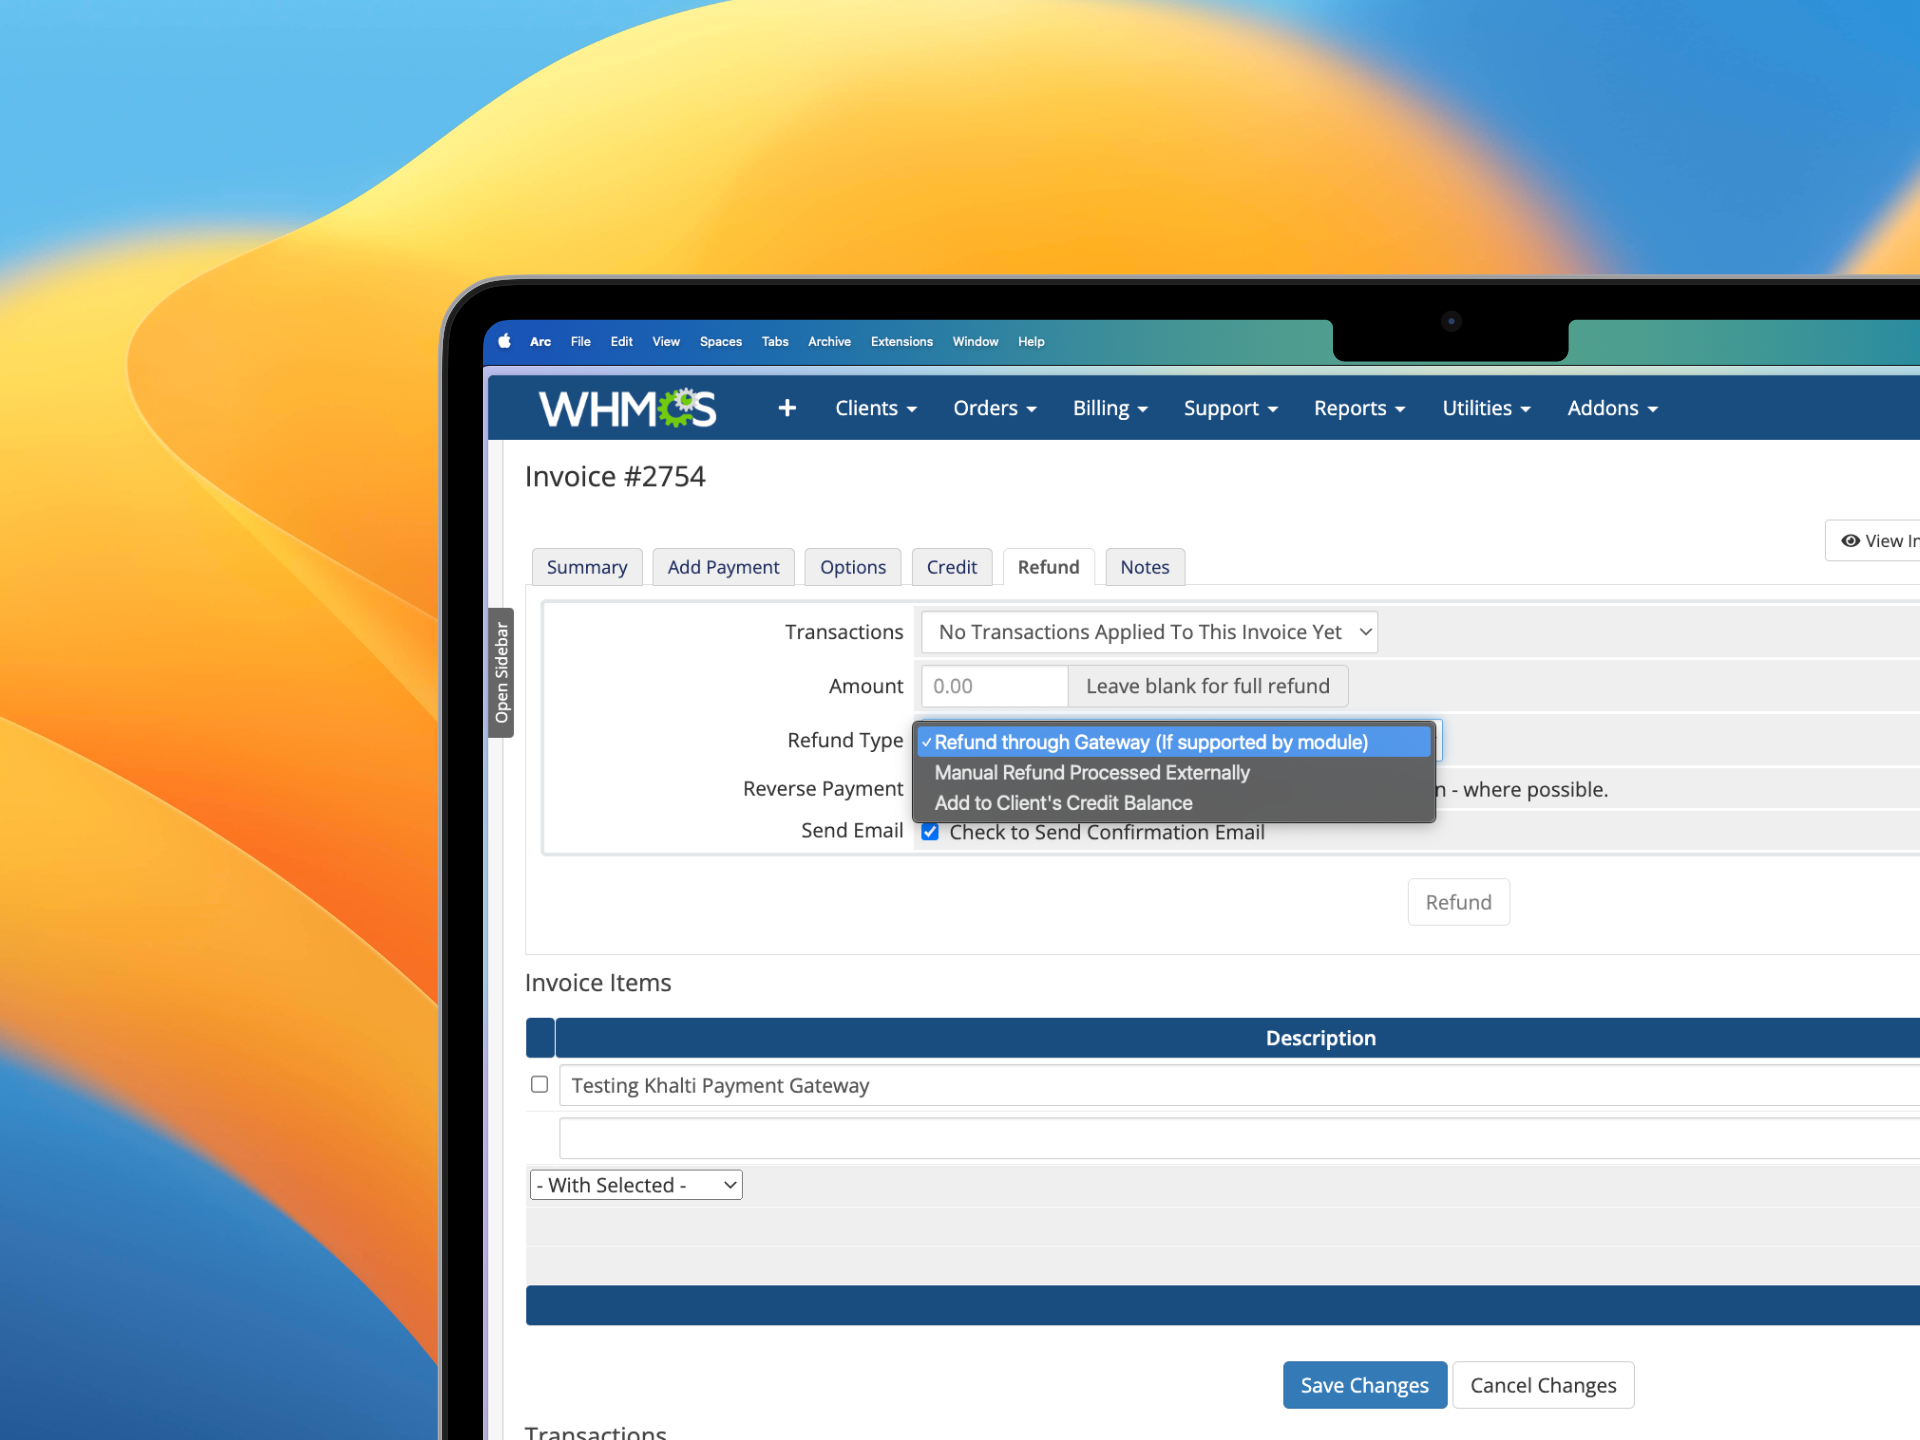 Arc File Edit View Spaces Tabs Archive Extensions Window Help
WHMCS + Clients Orders Billing Support Reports Utilities Addons
Invoice #2754
View In
Summary Add Payment Options Credit Refund Notes
Open Sidebar
Transactions No Transactions Applied To This Invoice Yet
Amount 0.00 Leave blank for full refund
Refund Type ✓Refund through Gateway (If supported by module)
Manual Refund Processed Externally
Add to Client's Credit Balance
Reverse Payment n - where possible.
Send Email Check to Send Confirmation Email
Refund
Invoice Items
Description
Testing Khalti Payment Gateway
- With Selected -
Save Changes Cancel Changes
Transactions